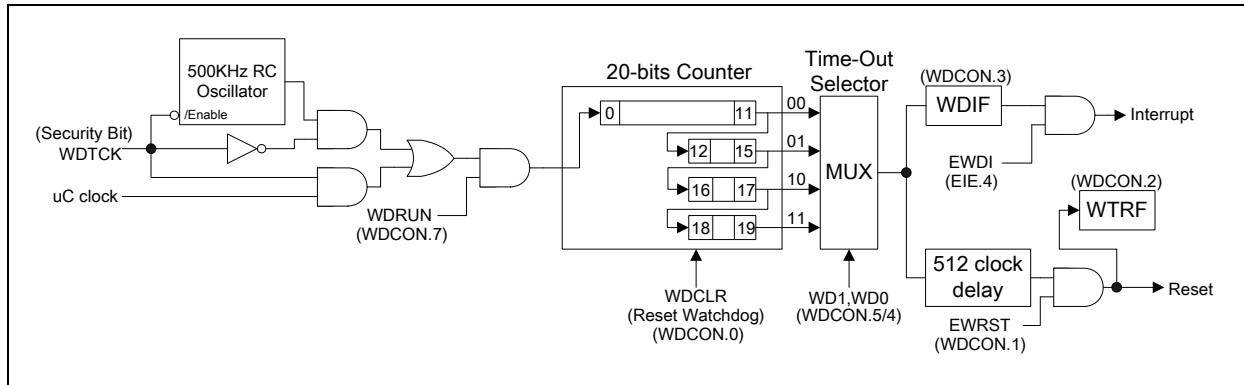 500KHz RC
Oscillator
/Enable
(Security Bit)
WDTCK
uC clock
WDRUN
(WDCON.7)
20-bits Counter
0
11
00
12
15
01
16
17
10
18
19
11
WDCLR
(Reset Watchdog)
(WDCON.0)
Time-Out
Selector
MUX
WD1,WD0
(WDCON.5/4)
(WDCON.3)
WDIF
Interrupt
EWDI
(EIE.4)
(WDCON.2)
WTRF
512 clock
delay
Reset
EWRST
(WDCON.1)